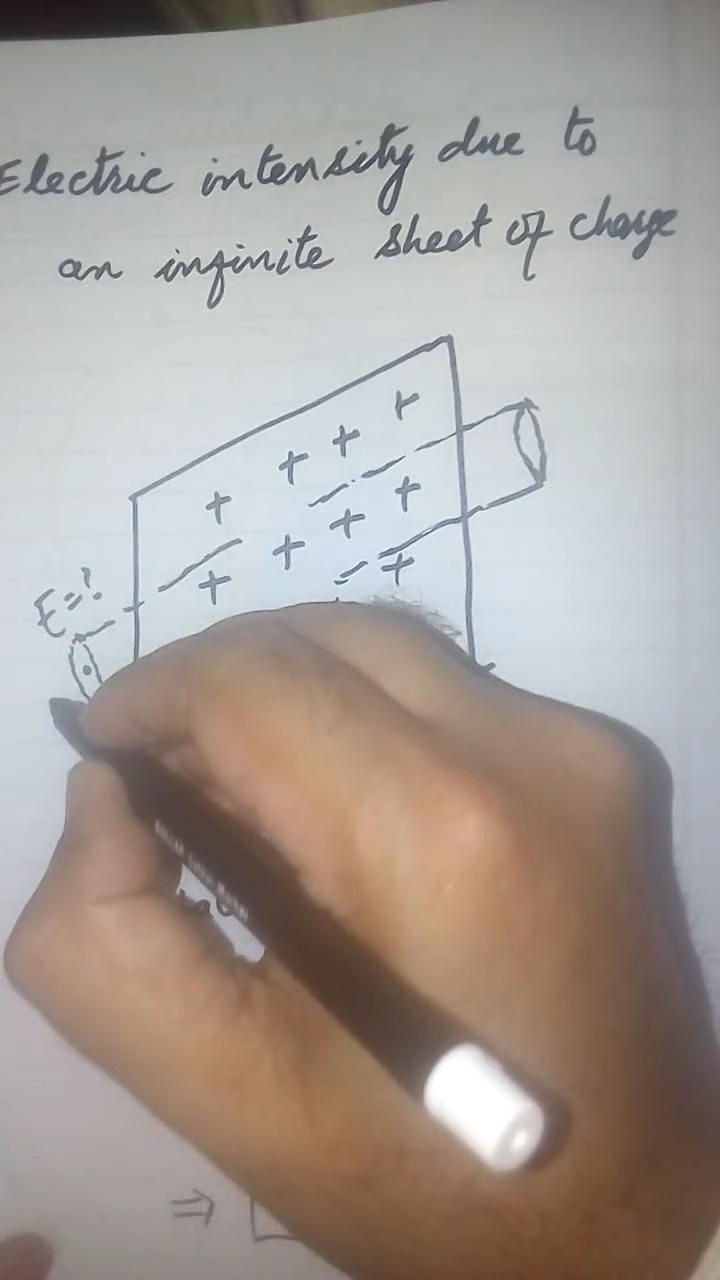 Electric intensity due to
an infinite sheet of charge
+
+ +
+ +
+ +
+ +
E=?
⇒